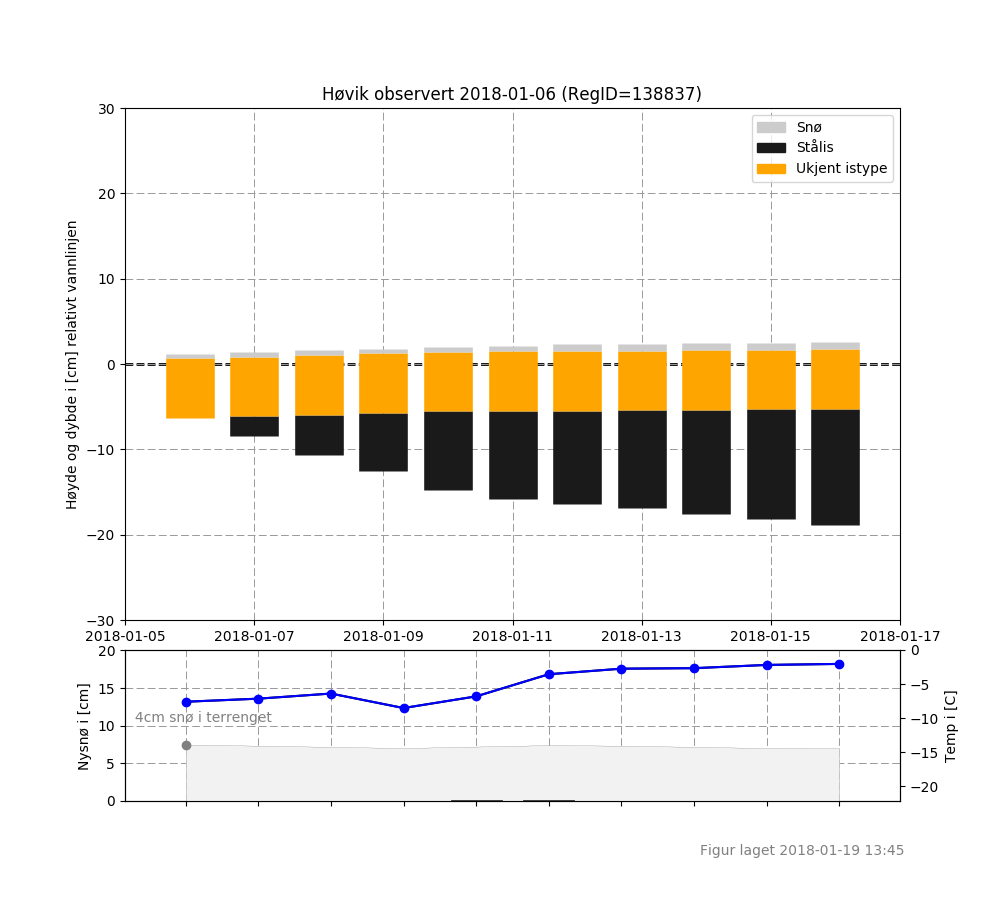 Høvik observert 2018-01-06 (RegID=138837)
30
20
10
0
−10
−20
−30
Høyde og dybde i [cm] relativt vannlinjen
Snø
Stålis
Ukjent istype
2018-01-05 2018-01-07 2018-01-09 2018-01-11 2018-01-13 2018-01-15 2018-01-17
20
15
10
5
0
Nysnø i [cm]
4cm snø i terrenget
0
−5
−10
−15
−20
Temp i [C]
Figur laget 2018-01-19 13:45